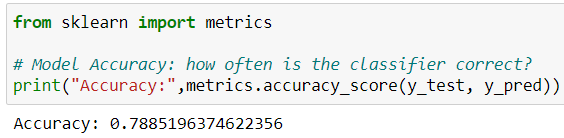 from sklearn import metrics
# Model Accuracy: how often is the classifier correct?
print("Accuracy:",metrics.accuracy_score(y_test, y_pred))
Accuracy: 0.7885196374622356